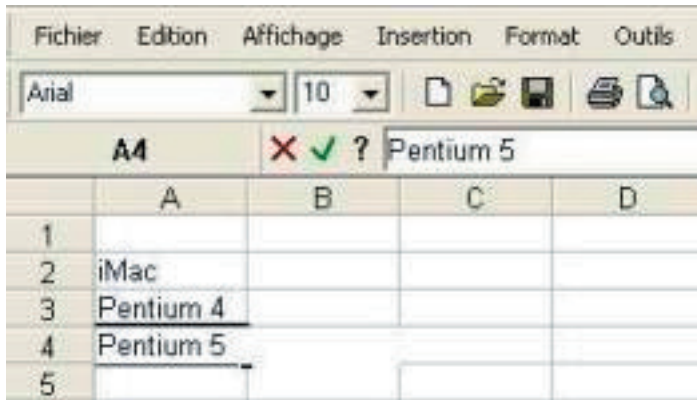 Fichier Edition Affichage Insertion Format Outils
Arial 10
A4 ? Pentium 5
A B C D
1
2 iMac
3 Pentium 4
4 Pentium 5
5